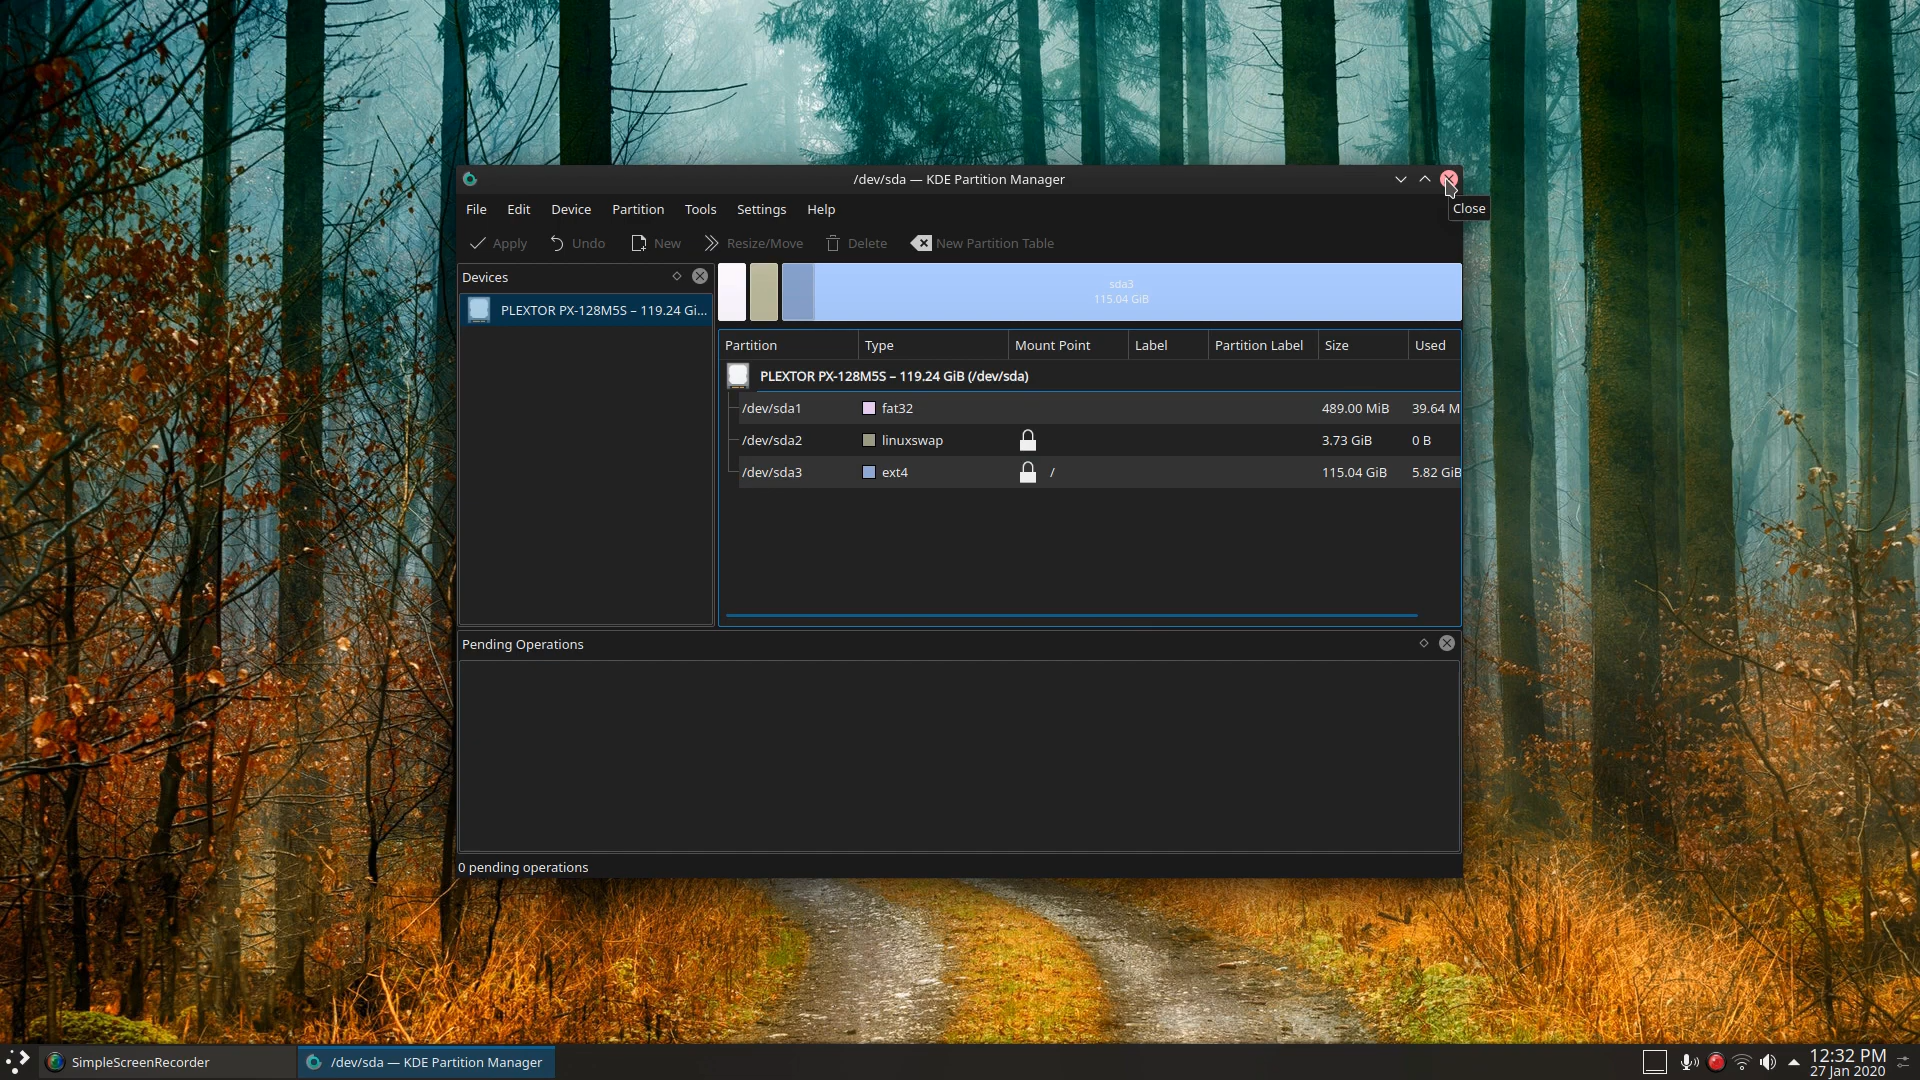 /dev/sda — KDE Partition Manager
File Edit Device Partition Tools Settings Help
Close
Apply Undo New Resize/Move Delete New Partition Table
Devices
PLEXTOR PX-128M5S – 119.24 Gi...
sda3
115.04 GiB
Partition Type Mount Point Label Partition Label Size Used
PLEXTOR PX-128M5S – 119.24 GiB (/dev/sda)
/dev/sda1 fat32 489.00 MiB 39.64 M
/dev/sda2 linuxswap 3.73 GiB 0 B
/dev/sda3 ext4 / 115.04 GiB 5.82 GiB
Pending Operations
0 pending operations
SimpleScreenRecorder /dev/sda — KDE Partition Manager 12:32 PM
27 Jan 2020